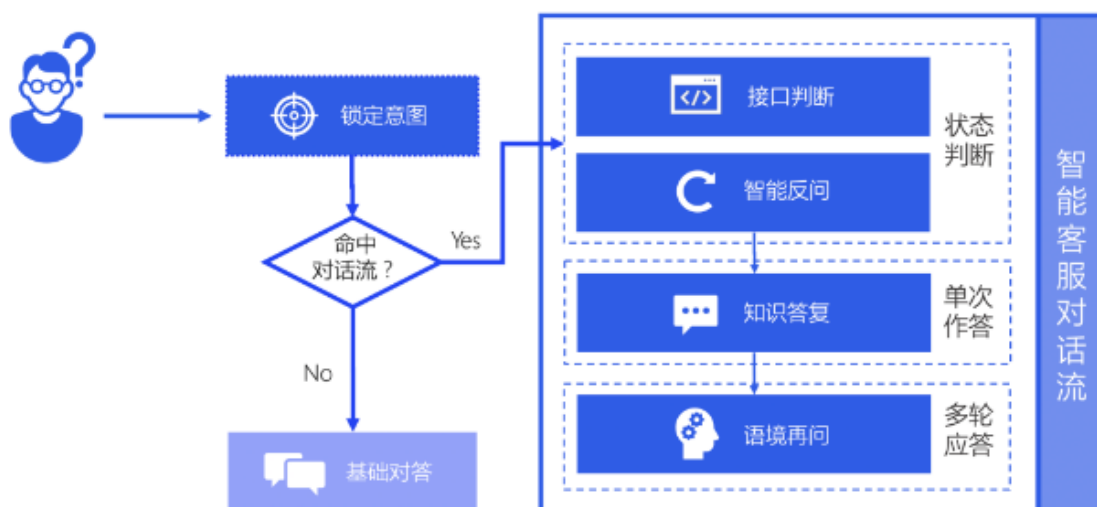 锁定意图
命中
对话流？
Yes
No
基础对答
接口判断
智能反问
状态
判断
知识答复
单次
作答
语境再问
多轮
应答
智能客服对话流